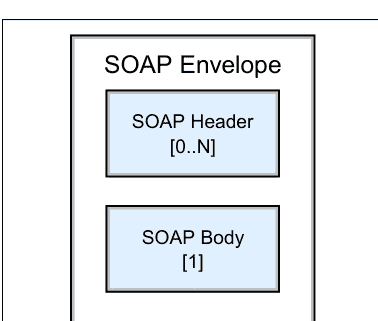 SOAP Envelope
SOAP Header
[0..N]
SOAP Body
[1]